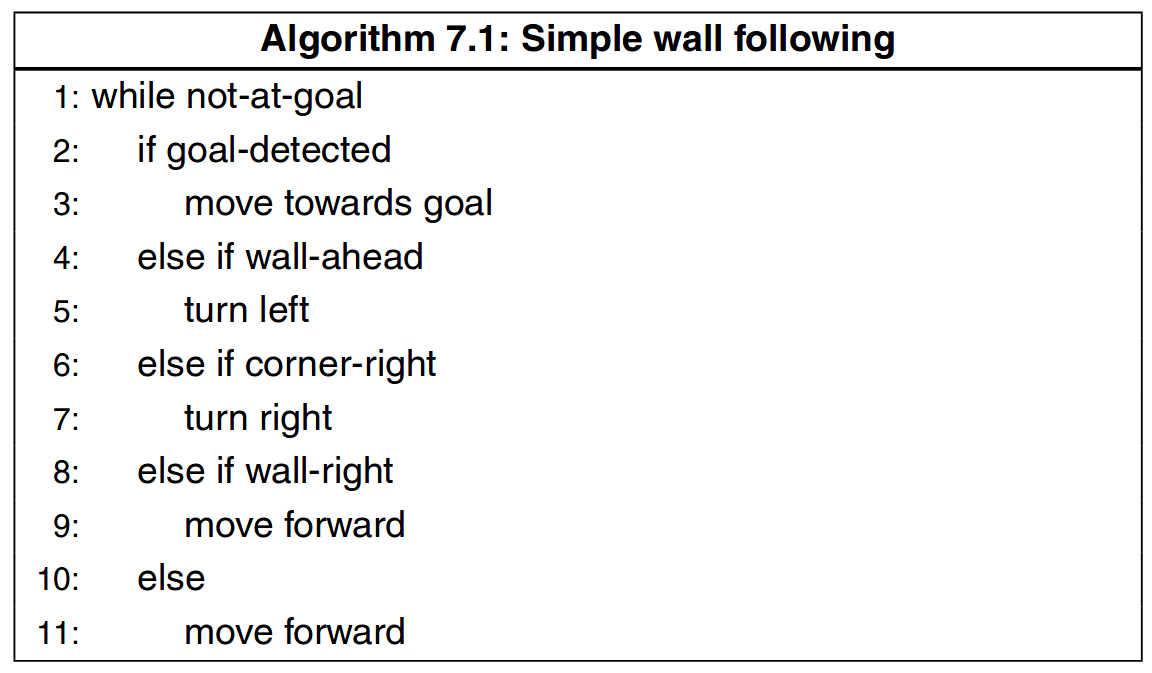 Algorithm 7.1: Simple wall following
1: while not-at-goal
2: if goal-detected
3: move towards goal
4: else if wall-ahead
5: turn left
6: else if corner-right
7: turn right
8: else if wall-right
9: move forward
10: else
11: move forward